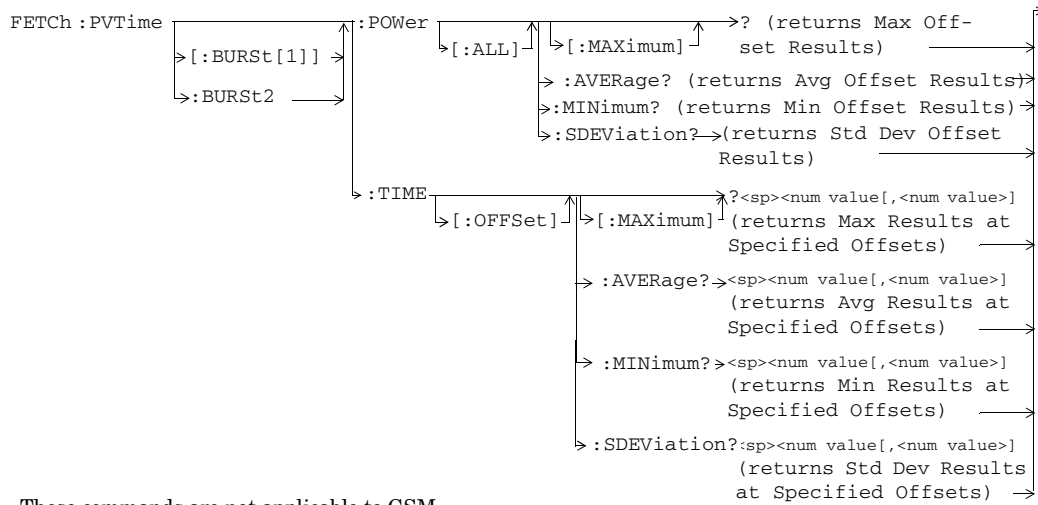 FETCh :PVTime :POWer ? (returns Max Off-
[:ALL] [:MAXimum] set Results)
[:BURSt[1]]
:AVERage? (returns Avg Offset Results)
:BURSt2
:MINimum? (returns Min Offset Results)
:SDEViation? (returns Std Dev Offset
Results)
:TIME ?<sp><num value[,<num value>]
[:OFFSet] [:MAXimum] (returns Max Results at
Specified Offsets)
:AVERage? <sp><num value[,<num value>]
(returns Avg Results at
Specified Offsets)
:MINimum? <sp><num value[,<num value>]
(returns Min Results at
Specified Offsets)
:SDEViation? <sp><num value[,<num value>]
(returns Std Dev Results
at Specified Offsets)